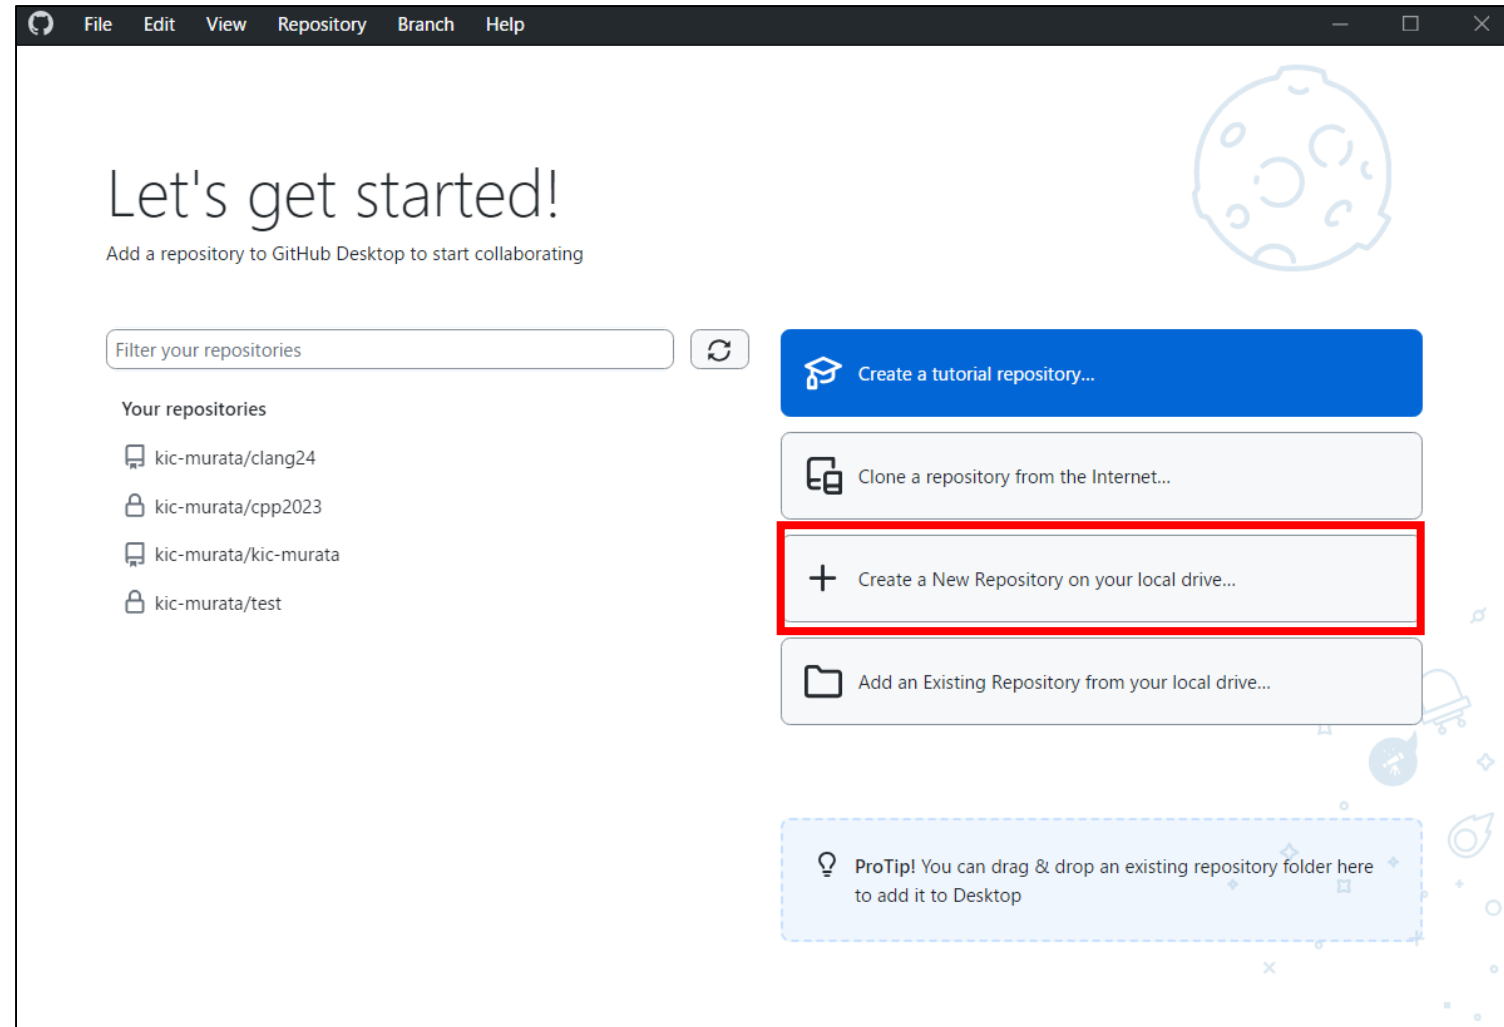 File Edit View Repository Branch Help
Let's get started!
Add a repository to GitHub Desktop to start collaborating
Filter your repositories
Your repositories
kic-murata/clang24
kic-murata/cpp2023
kic-murata/kic-murata
kic-murata/test
Create a tutorial repository...
Clone a repository from the Internet...
Create a New Repository on your local drive...
Add an Existing Repository from your local drive...
ProTip! You can drag & drop an existing repository folder here
to add it to Desktop